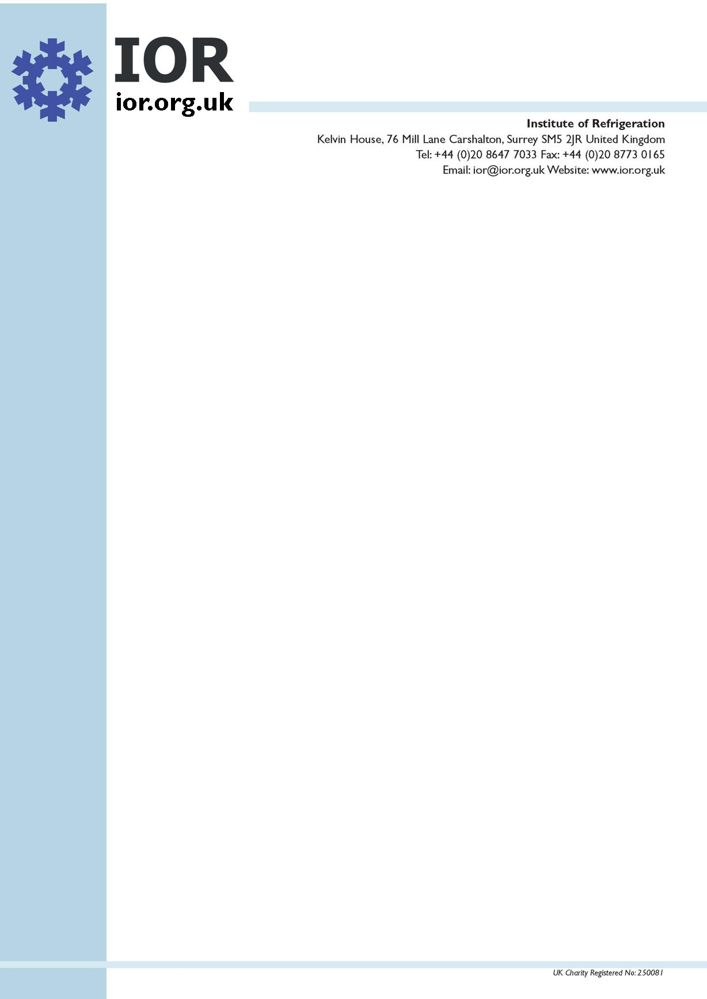 IOR
ior.org.uk
Institute of Refrigeration
Kelvin House, 76 Mill Lane Carshalton, Surrey SM5 2JR United Kingdom
Tel: +44 (0)20 8647 7033 Fax: +44 (0)20 8773 0165
Email: ior@ior.org.uk Website: www.ior.org.uk
UK Charity Registered No: 250081